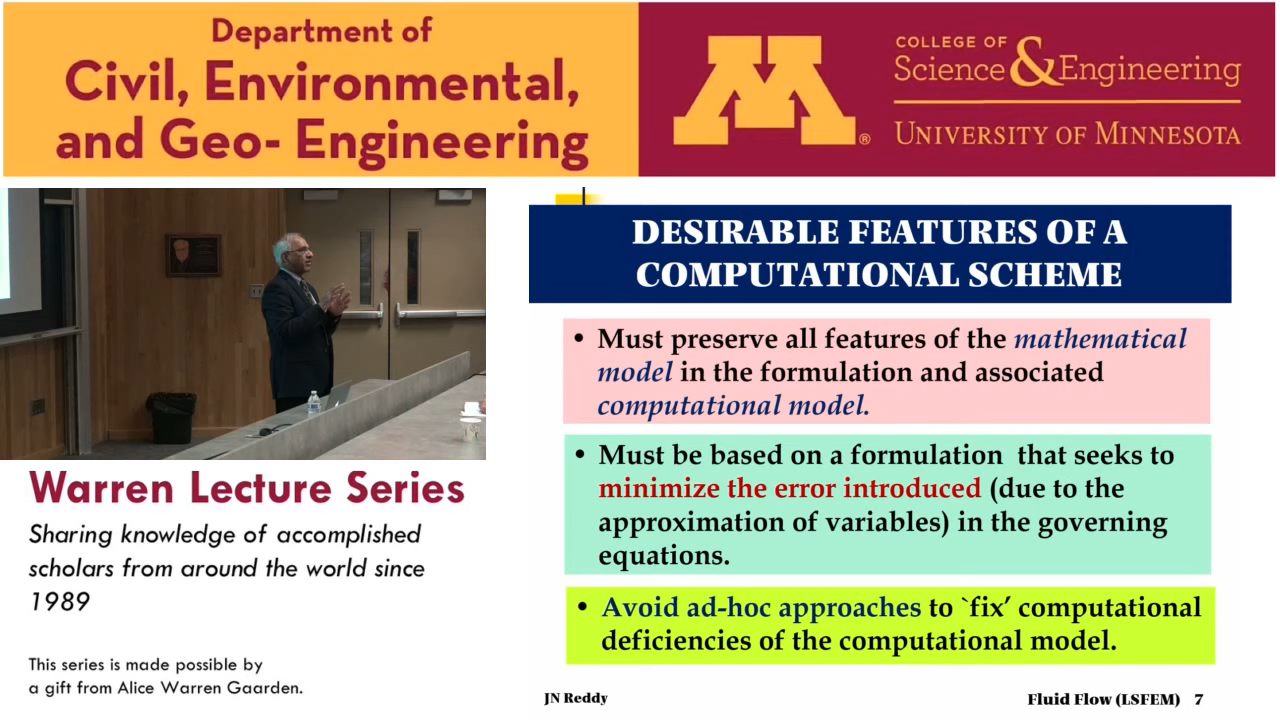 Department of
Civil, Environmental,
and Geo- Engineering
M®
COLLEGE OF
Science & Engineering
UNIVERSITY OF MINNESOTA
Warren Lecture Series
Sharing knowledge of accomplished
scholars from around the world since
1989
This series is made possible by
a gift from Alice Warren Gaarden.
DESIRABLE FEATURES OF A
COMPUTATIONAL SCHEME
• Must preserve all features of the mathematical
model in the formulation and associated
computational model.
• Must be based on a formulation that seeks to
minimize the error introduced (due to the
approximation of variables) in the governing
equations.
• Avoid ad-hoc approaches to `fix’ computational
deficiencies of the computational model.
JN Reddy
Fluid Flow (LSFEM) 7